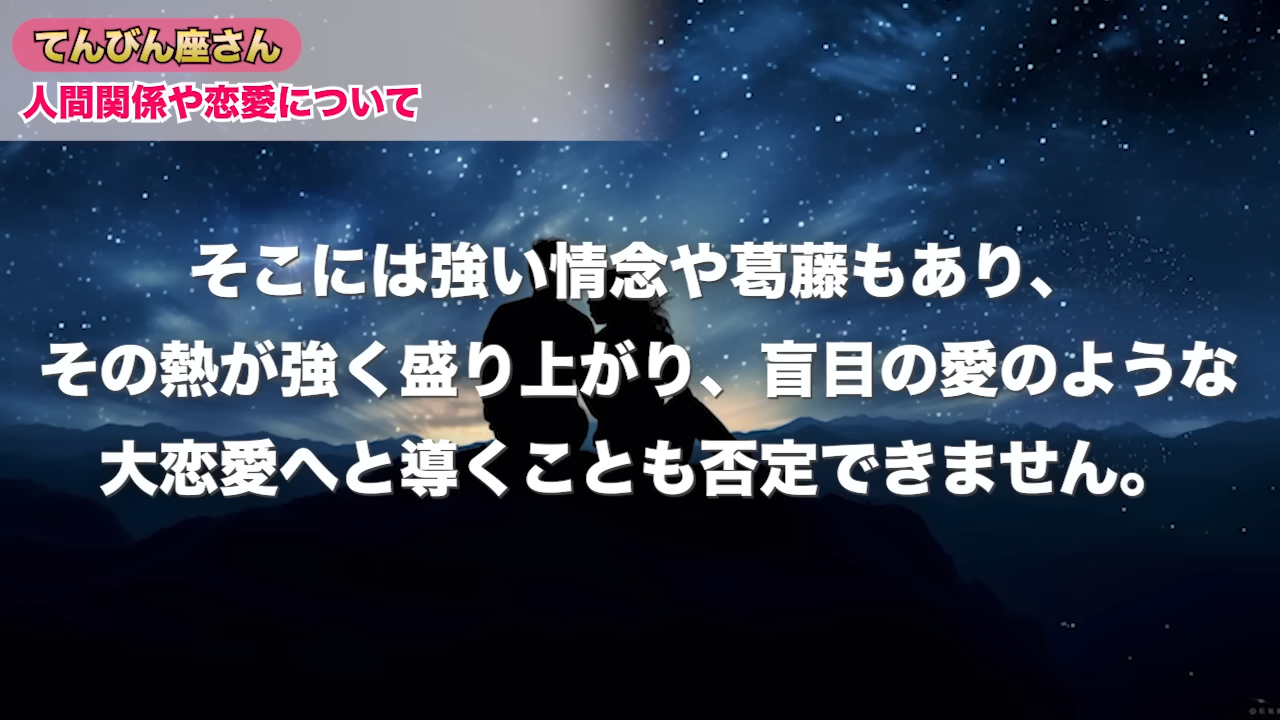 てんびん座さん
人間関係や恋愛について
そこには強い情念や葛藤もあり、
その熱が強く盛り上がり、盲目の愛のような
大恋愛へと導くことも否定できません。